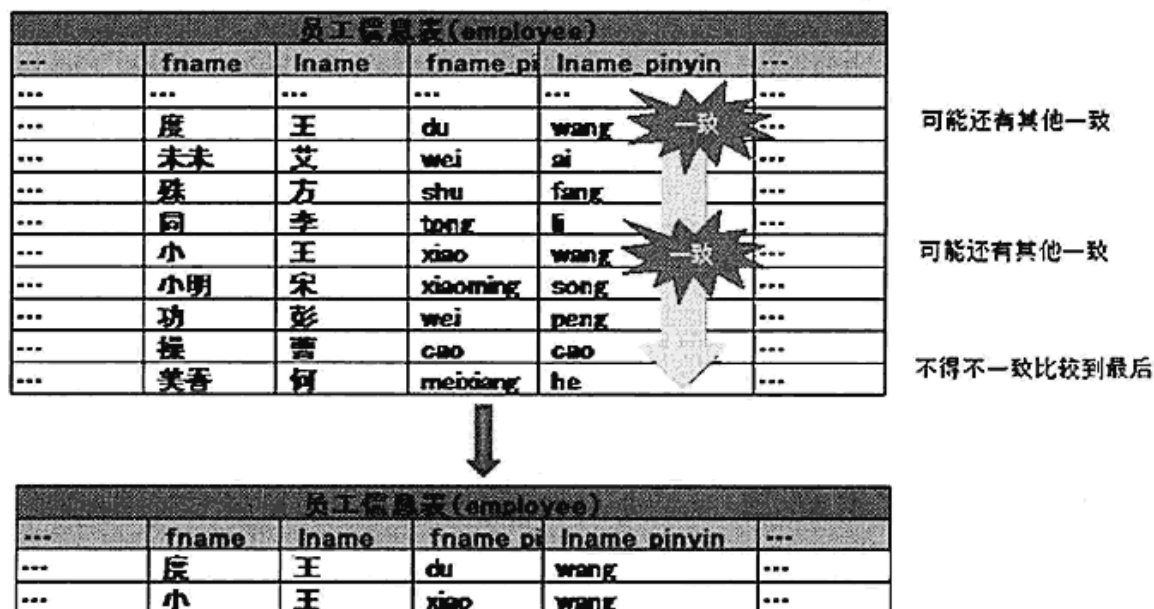 员工信息表(employee)
... fname lname fname_pi lname_pinyin ...
... ... ... ... ... ...
... 度 王 du wang 一致 ... 可能还有其他一致
... 未未 艾 wei ai ...
... 殊 方 shu fang ...
... 同 李 tong li ...
... 小 王 xiao wang 一致 ... 可能还有其他一致
... 小明 宋 xiaoming song ...
... 功 彭 wei peng ...
... 操 曹 cao cao ...
... 美香 何 meixiang he 不得不一致比较到最后
员工信息表(employee)
... fname lname fname_pi lname_pinyin ...
... 度 王 du wang ...
... 小 王 xiao wang ...